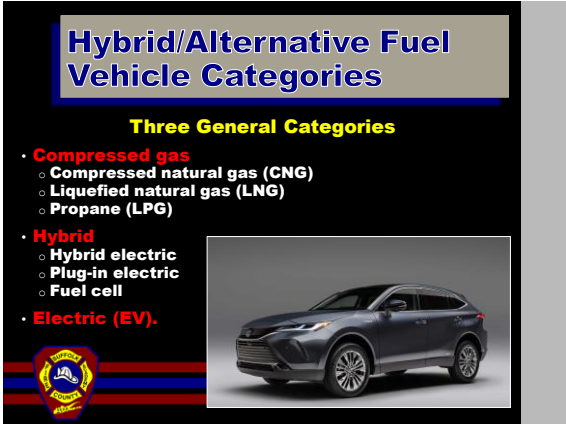 Hybrid/Alternative Fuel
Vehicle Categories
Three General Categories
• Compressed gas
o Compressed natural gas (CNG)
o Liquefied natural gas (LNG)
o Propane (LPG)
• Hybrid
o Hybrid electric
o Plug-in electric
o Fuel cell
• Electric (EV).
SUFFOLK
COUNTY